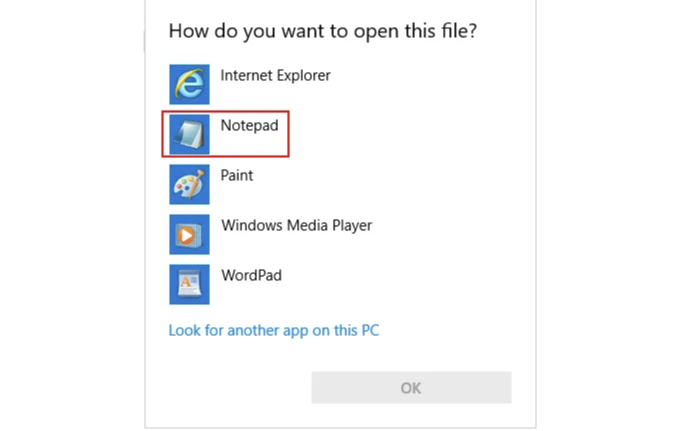 How do you want to open this file?
Internet Explorer
Notepad
Paint
Windows Media Player
WordPad
Look for another app on this PC
OK